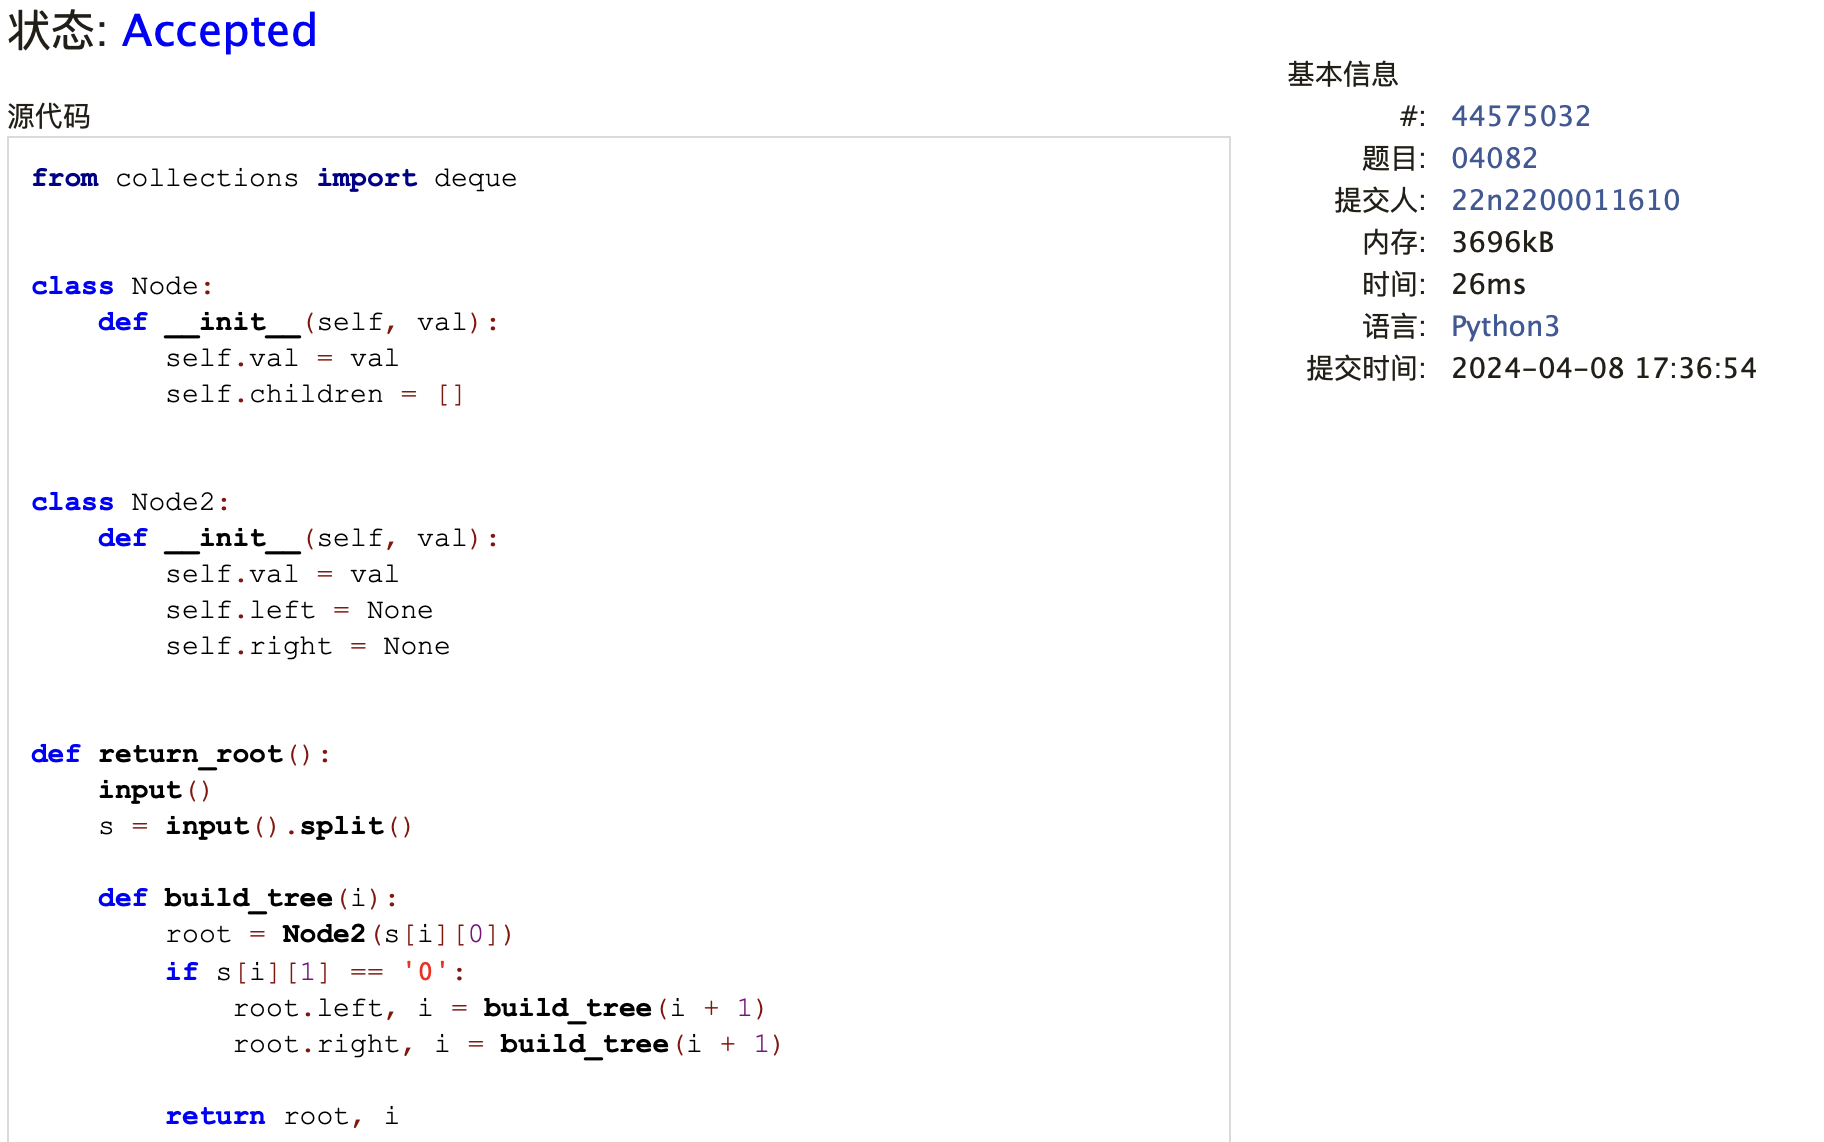 状态: Accepted
源代码
from collections import deque
class Node:
    def __init__(self, val):
        self.val = val
        self.children = []
class Node2:
    def __init__(self, val):
        self.val = val
        self.left = None
        self.right = None
def return_root():
    input()
    s = input().split()
    def build_tree(i):
        root = Node2(s[i][0])
        if s[i][1] == '0':
            root.left, i = build_tree(i + 1)
            root.right, i = build_tree(i + 1)
        return root, i
基本信息
#: 44575032
题目: 04082
提交人: 22n2200011610
内存: 3696kB
时间: 26ms
语言: Python3
提交时间: 2024-04-08 17:36:54